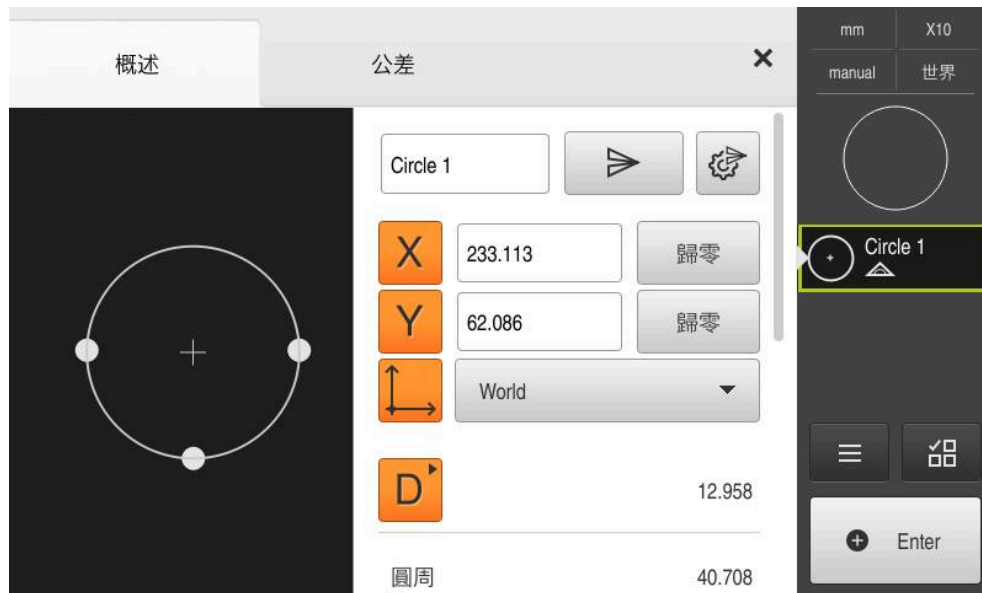 概述
公差
Circle 1
X
233.113
歸零
Y
62.086
歸零
World
D
12.958
圓周
40.708
mm
X10
manual
世界
Circle 1
Enter